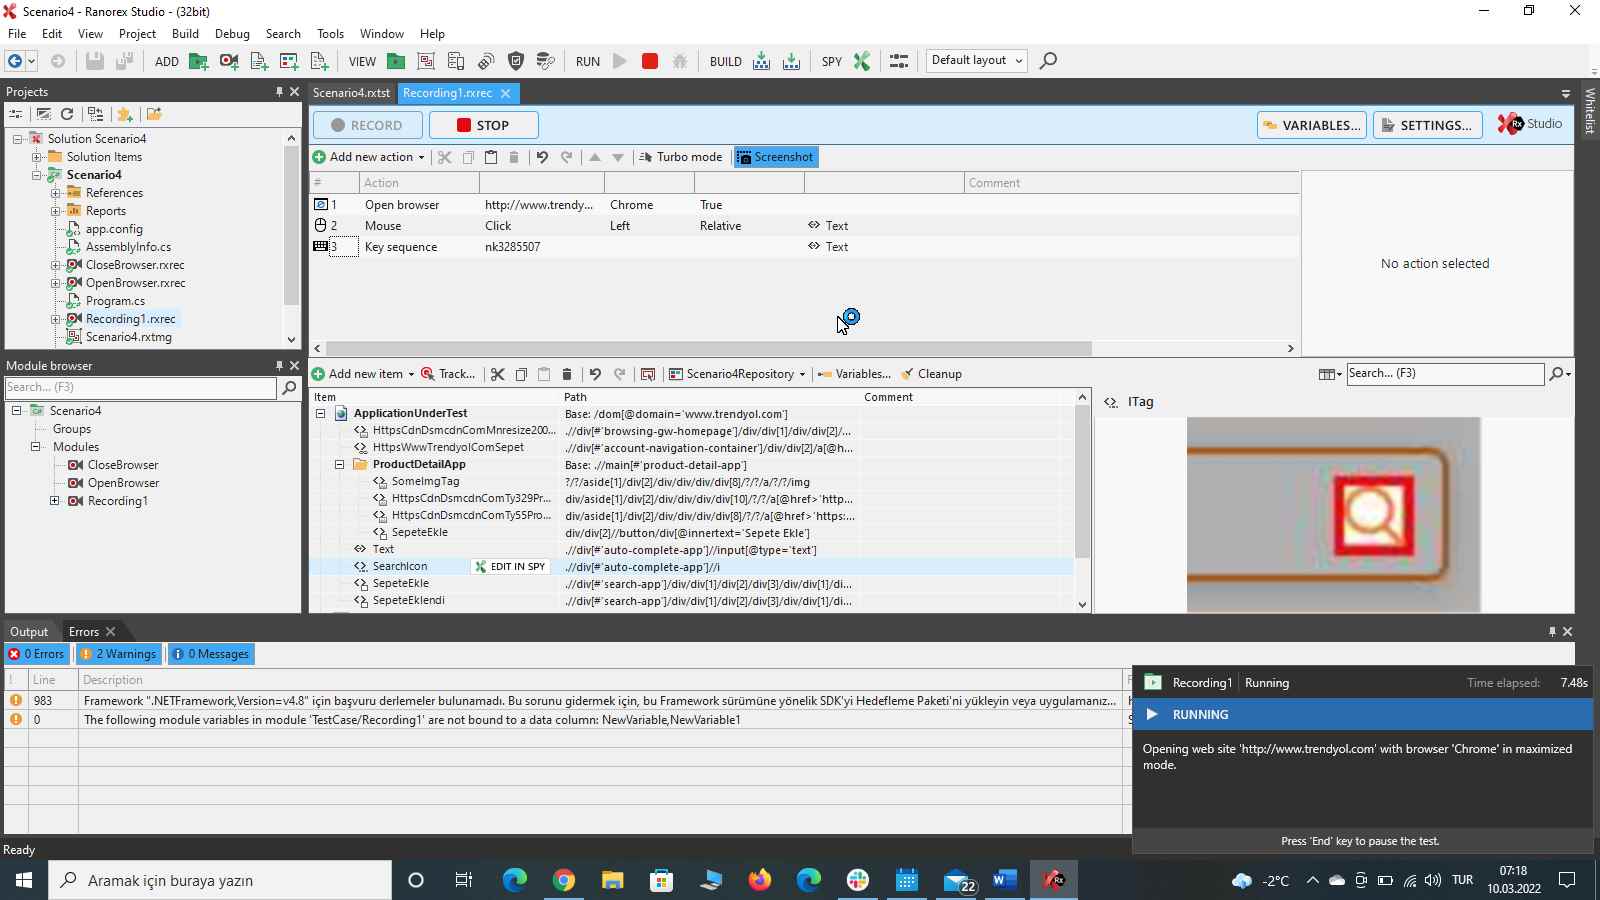 Scenario4 - Ranorex Studio - (32bit)
File Edit View Project Build Debug Search Tools Window Help
ADD VIEW RUN BUILD SPY Default layout
Projects
Scenario4.rxtst Recording1.rxrec
Whitelist
RECORD STOP VARIABLES... SETTINGS... Rx Studio
Solution Scenario4
Solution Items
Scenario4
References
Reports
app.config
AssemblyInfo.cs
CloseBrowser.rxrec
OpenBrowser.rxrec
Program.cs
Recording1.rxrec
Scenario4.rxtmg
Add new action Turbo mode Screenshot
# Action Comment
1 Open browser http://www.trendy... Chrome True
2 Mouse Click Left Relative Text
3 Key sequence nk3285507 Text
No action selected
Module browser
Search... (F3)
Scenario4
Groups
Modules
CloseBrowser
OpenBrowser
Recording1
Add new item Track... Scenario4Repository Variables... Cleanup Search... (F3)
Item Path Comment
ApplicationUnderTest Base: /dom[@domain='www.trendyol.com']
HttpsCdnDsmcdnComMnresize200... .//div[#'browsing-gw-homepage']/div/div[1]/div/div[2]/...
HttpsWwwTrendyolComSepet .//div[#'account-navigation-container']/div/div[2]/a[@h...
ProductDetailApp Base: .//main[#'product-detail-app']
SomeImgTag ?/?/aside[1]/div[2]/div/div/div/div[8]/?/?/a/?/?/img
HttpsCdnDsmcdnComTy329Pr... div/aside[1]/div[2]/div/div/div/div[10]/?/?/a[@href>'http...
HttpsCdnDsmcdnComTy55Pro... div/aside[1]/div[2]/div/div/div/div[8]/?/?/a[@href>'https:...
SepeteEkle div/div[2]//button/div[@innertext='Sepete Ekle']
Text .//div[#'auto-complete-app']//input[@type='text']
SearchIcon EDIT IN SPY .//div[#'auto-complete-app']//i
SepeteEkle .//div[#'search-app']/div/div[1]/div[2]/div[3]/div/div[1]/di...
SepeteEklendi .//div[#'search-app']/div/div[1]/div[2]/div[3]/div/div[1]/di...
ITag
Output Errors
0 Errors 2 Warnings 0 Messages
! Line Description
983 Framework ".NETFramework,Version=v4.8" için başvuru derlemeler bulunamadı. Bu sorunu gidermek için, bu Framework sürümüne yönelik SDK'yi Hedefleme Paketi'ni yükleyin veya uygulamanız...
0 The following module variables in module 'TestCase/Recording1' are not bound to a data column: NewVariable,NewVariable1
Recording1 Running Time elapsed: 7.48s
RUNNING
Opening web site 'http://www.trendyol.com' with browser 'Chrome' in maximized
mode.
Press 'End' key to pause the test.
Ready
Aramak için buraya yazın
22
Rx
-2°C
TUR
07:18
10.03.2022